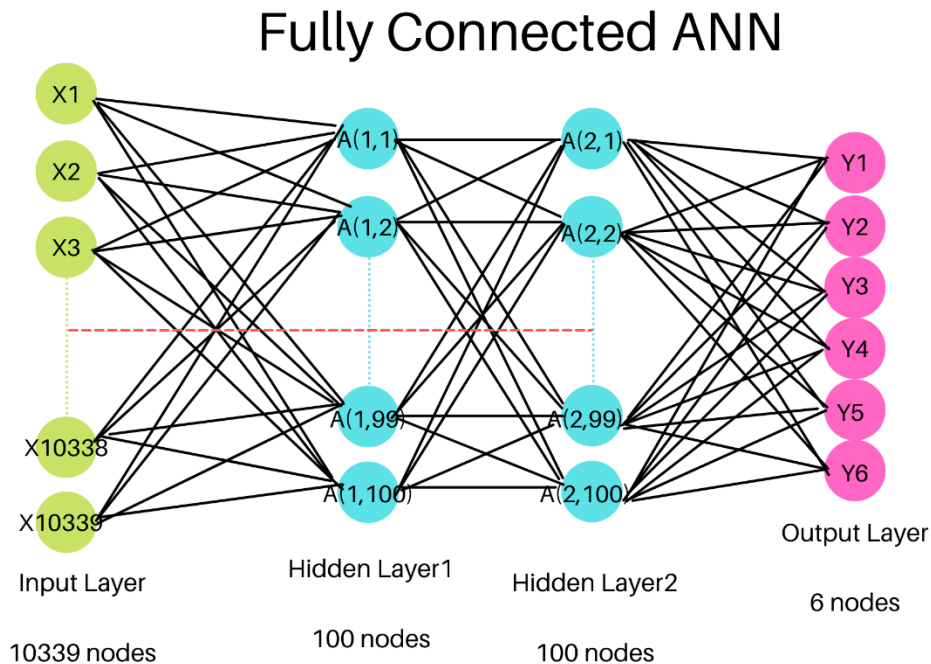 Fully Connected ANN
X1
X2
X3
X10338
X10339
A(1,1)
A(1,2)
A(1,99)
A(1,100)
A(2,1)
A(2,2)
A(2,99)
A(2,100)
Y1
Y2
Y3
Y4
Y5
Y6
Input Layer
10339 nodes
Hidden Layer1
100 nodes
Hidden Layer2
100 nodes
Output Layer
6 nodes